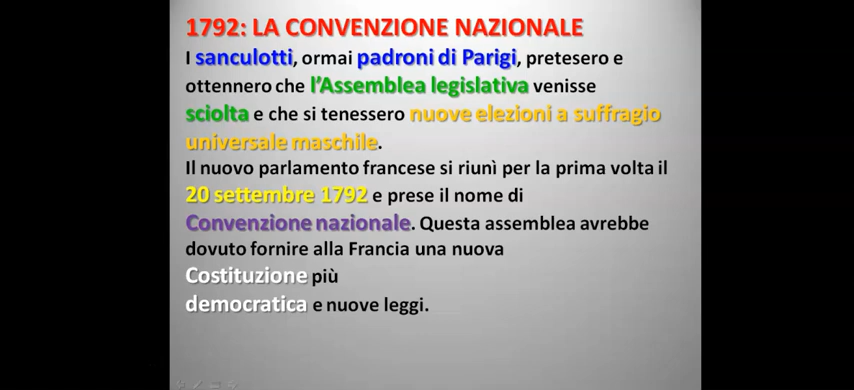 1792: LA CONVENZIONE NAZIONALE
I sanculotti, ormai padroni di Parigi, pretesero e
ottennero che l'Assemblea legislativa venisse
sciolta e che si tenessero nuove elezioni a suffragio
universale maschile.
Il nuovo parlamento francese si riunì per la prima volta il
20 settembre 1792 e prese il nome di
Convenzione nazionale. Questa assemblea avrebbe
dovuto fornire alla Francia una nuova
Costituzione più
democratica e nuove leggi.